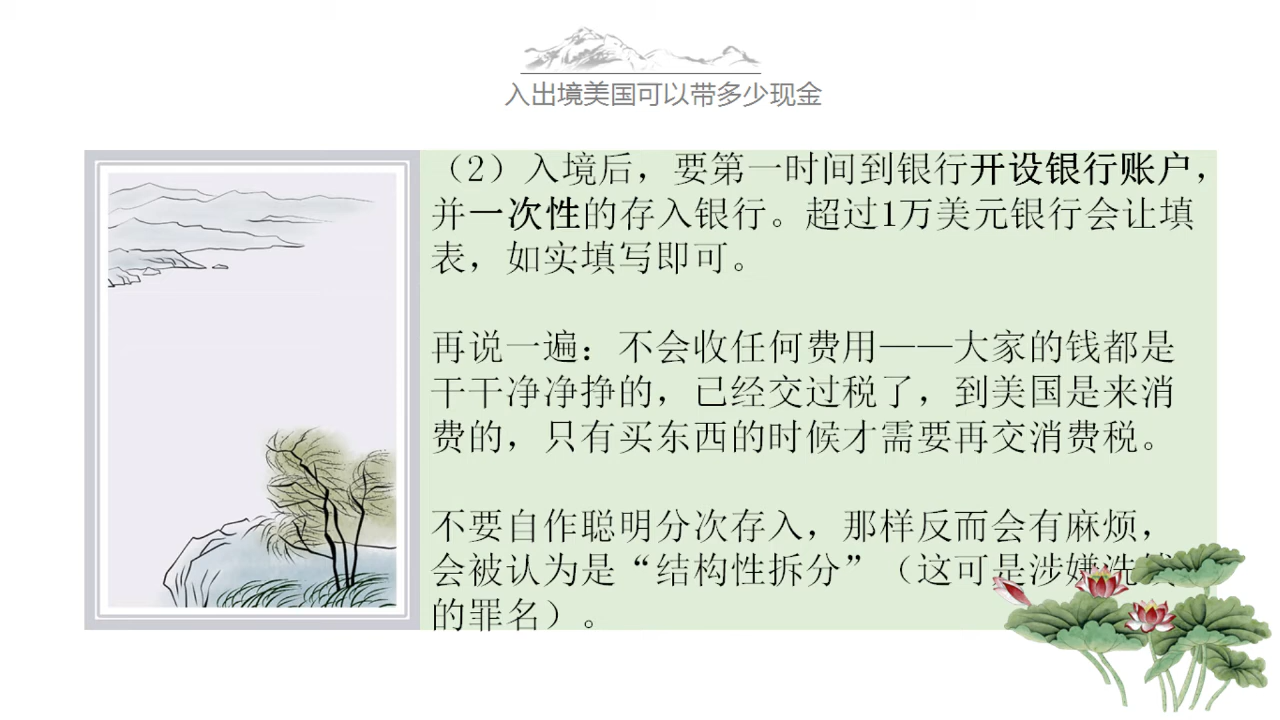 入出境美国可以带多少现金
（2）入境后，要第一时间到银行开设银行账户，
并一次性的存入银行。超过1万美元银行会让填
表，如实填写即可。
再说一遍：不会收任何费用——大家的钱都是
干干净净挣的，已经交过税了，到美国是来消
费的，只有买东西的时候才需要再交消费税。
不要自作聪明分次存入，那样反而会有麻烦，
会被认为是“结构性拆分”（这可是涉嫌洗钱
的罪名）。